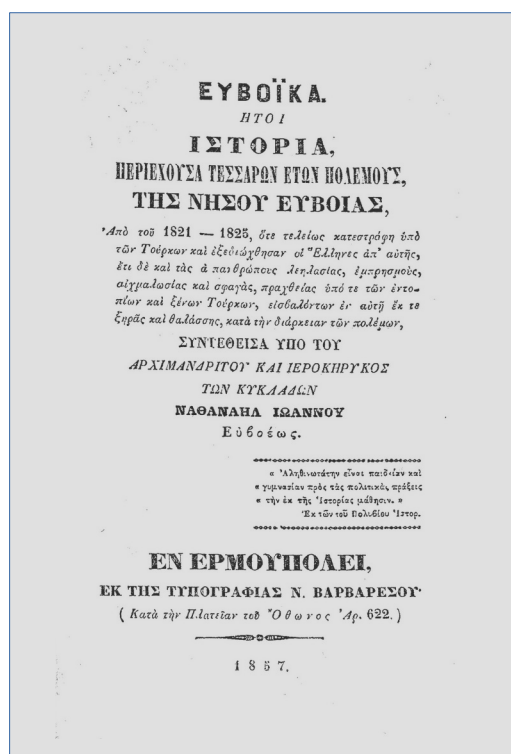 ΕΥΒΟΪΚΑ.
ΗΤΟΙ
ΙΣΤΟΡΙΑ,
ΠΕΡΙΕΧΟΥΣΑ ΤΕΣΣΑΡΩΝ ΕΤΩΝ ΠΟΛΕΜΟΥΣ,
ΤΗΣ ΝΗΣΟΥ ΕΥΒΟΙΑΣ,
Ἀπὸ τοῦ 1821 — 1825, ὅτε τελείως κατεστράφη ὑπὸ
τῶν Τούρκων καὶ ἐξεδιώχθησαν οἱ Ἕλληνες ἀπ' αὐτῆς,
ἔτι δὲ καὶ τὰς ἀπανθρώπους λεηλασίας, ἐμπρησμοὺς,
αἰχμαλωσίας καὶ σφαγὰς, πραχθείας ὑπό τε τῶν ἐντο-
πίων καὶ ξένων Τούρκων, εἰσβαλόντων ἐν αὐτῇ ἔκ τε
ξηρᾶς καὶ θαλάσσης, κατὰ τὴν διάρκειαν τῶν πολέμων,
ΣΥΝΤΕΘΕΙΣΑ ΥΠΟ ΤΟΥ
ΑΡΧΙΜΑΝΔΡΙΤΟΥ ΚΑΙ ΙΕΡΟΚΗΡΥΚΟΣ
ΤΩΝ ΚΥΚΛΑΔΩΝ
ΝΑΘΑΝΑΗΛ ΙΩΑΝΝΟΥ
Εὐβοέως.
« Ἀληθινωτάτην εἶναι παιδείαν καὶ
« γυμνασίαν πρὸς τὰς πολιτικὰς πράξεις
« τὴν ἐκ τῆς Ἱστορίας μάθησιν. »
Ἐκ τῶν τοῦ Πολυβίου Ἱστορ.
ΕΝ ΕΡΜΟΥΠΟΛΕΙ,
ΕΚ ΤΗΣ ΤΥΠΟΓΡΑΦΙΑΣ Ν. ΒΑΡΒΑΡΕΣΟΥ·
( Κατὰ τὴν Πλατεῖαν τοῦ Ὄθωνος Ἀρ. 622. )
1857.